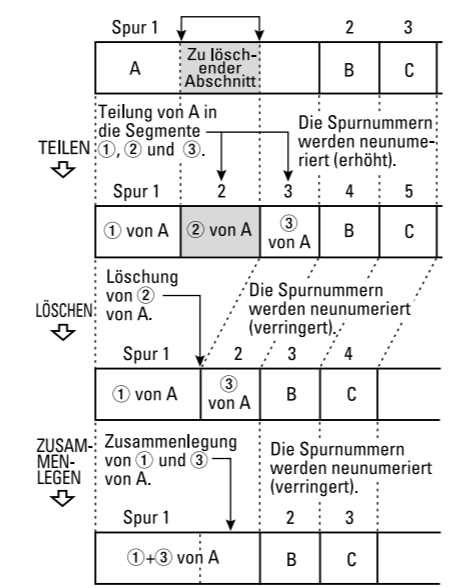 Spur 1 2 3
A
Zu lösch-
ender
Abschnitt
B C
Teilung von A in
die Segmente
①, ② und ③.
Die Spurnummern
werden neunume-
riert (erhöht).
TEILEN
Spur 1 2 3 4 5
① von A ② von A ③
von A
B C
Löschung
von ②
von A.
Die Spurnummern
werden neunumeriert
(verringert).
LÖSCHEN
Spur 1 2 3 4
① von A ③
von A
B C
ZUSAM-
MEN-
LEGEN
Zusammenlegung
von ① und ③
von A.
Die Spurnummern
werden neunumeriert
(verringert).
Spur 1 2 3
①+③ von A B C